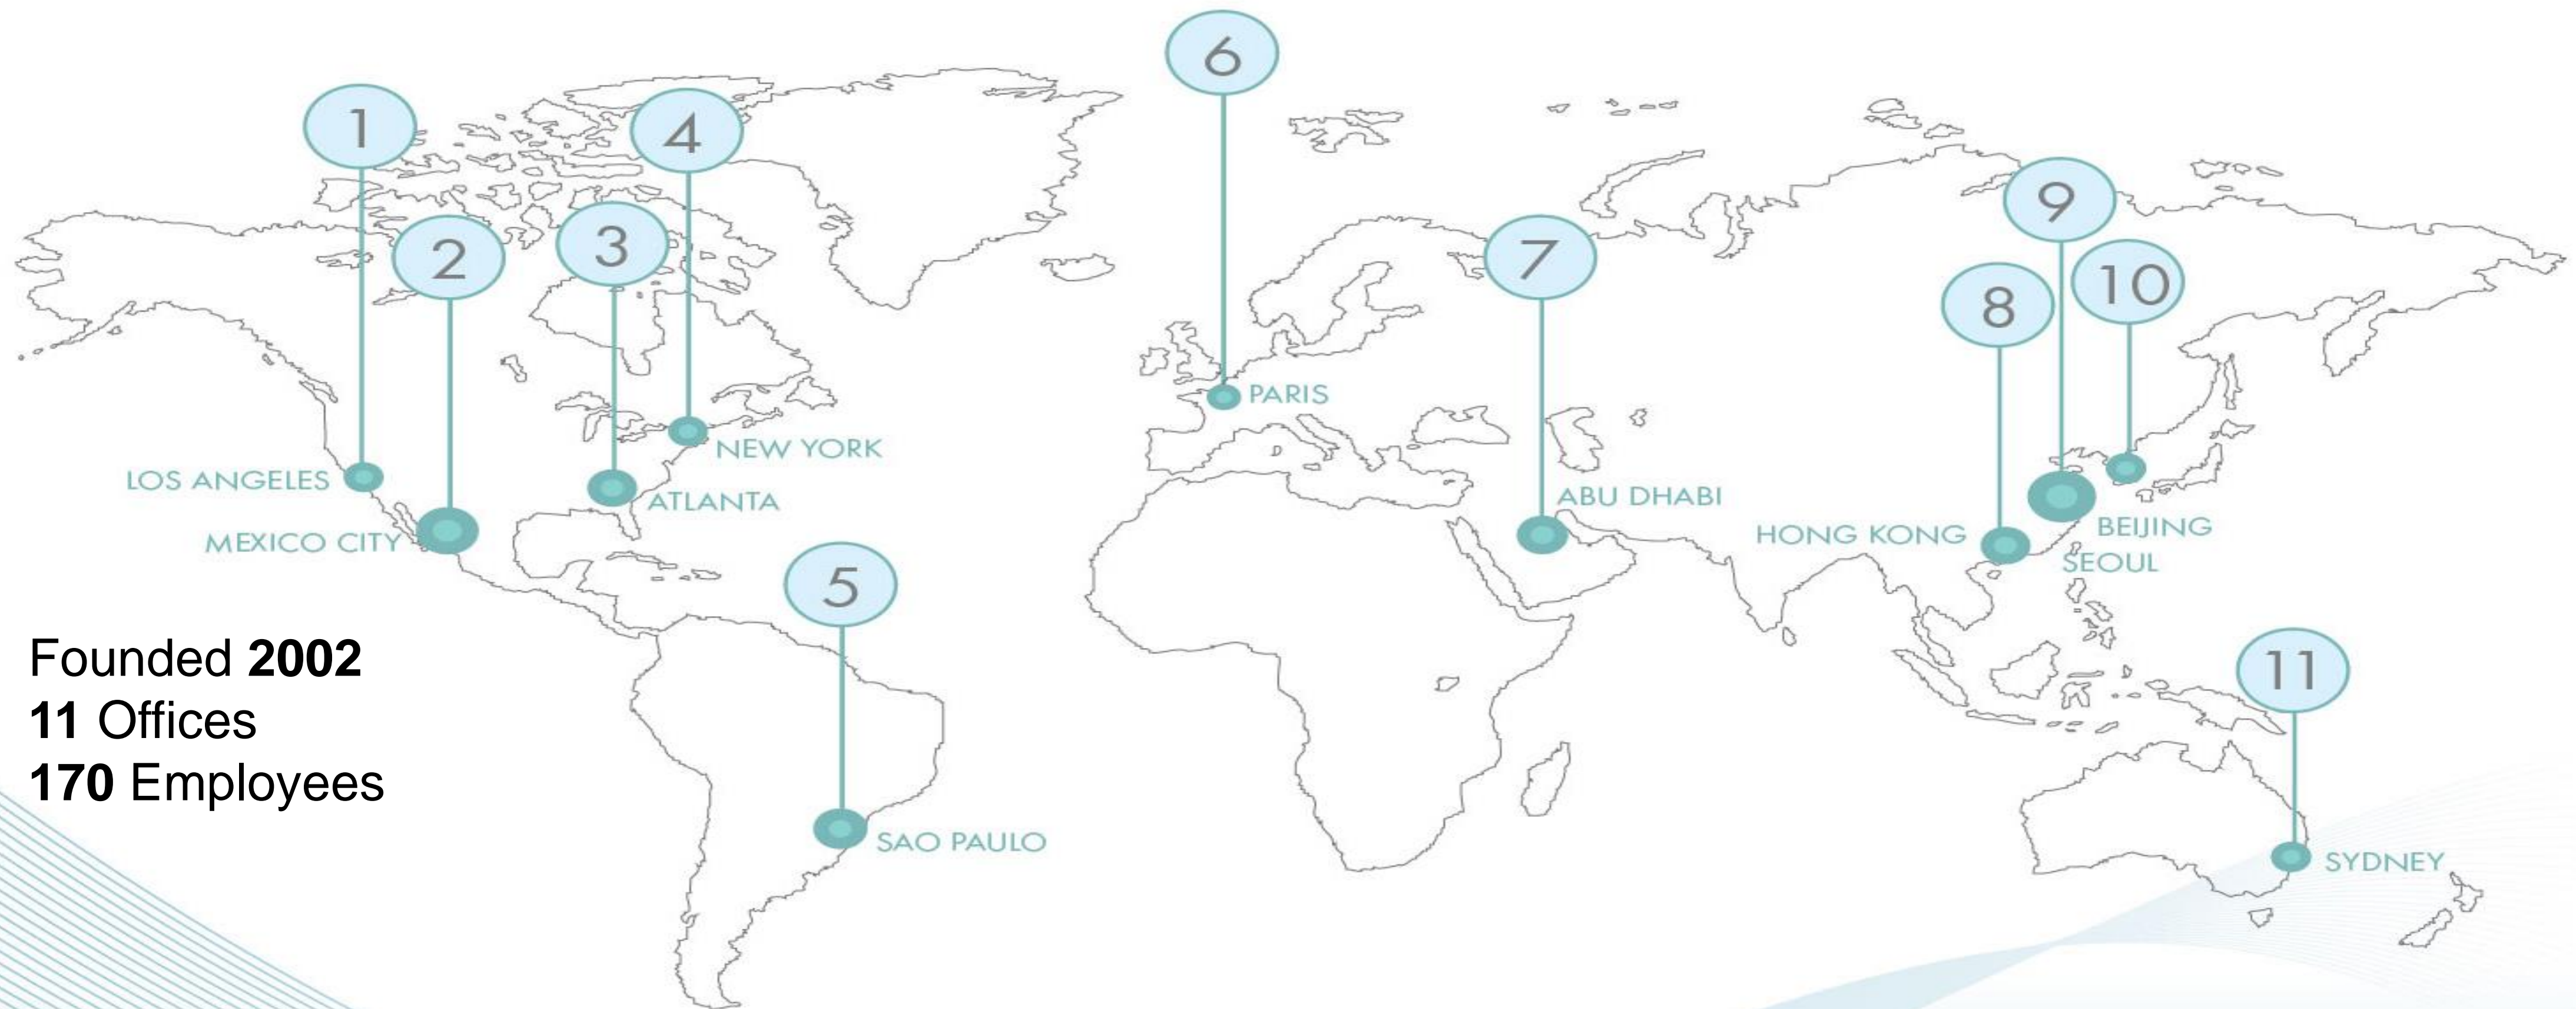 6
1
4
9
3
2
7
10
8
PARIS
NEW YORK
LOS ANGELES
ATLANTA
ABU DHABI
MEXICO CITY
HONG KONG
BEIJING
SEOUL
5
11
Founded 2002
11 Offices
170 Employees
SAO PAULO
SYDNEY